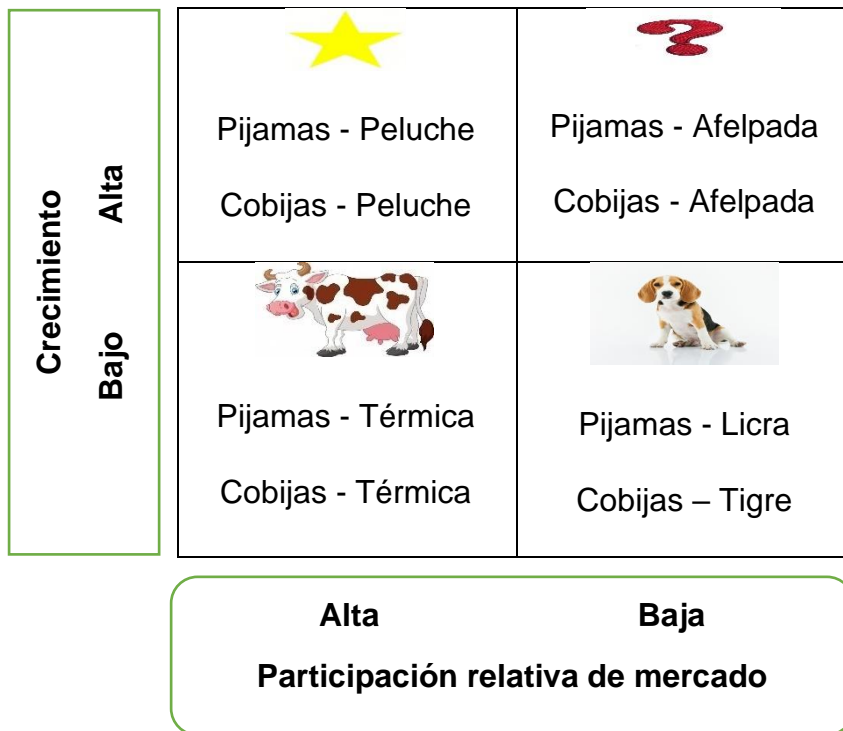 Crecimiento
Bajo Alta
Pijamas - Peluche
Cobijas - Peluche
Pijamas - Afelpada
Cobijas - Afelpada
Pijamas - Térmica
Cobijas - Térmica
Pijamas - Licra
Cobijas – Tigre
Alta Baja
Participación relativa de mercado